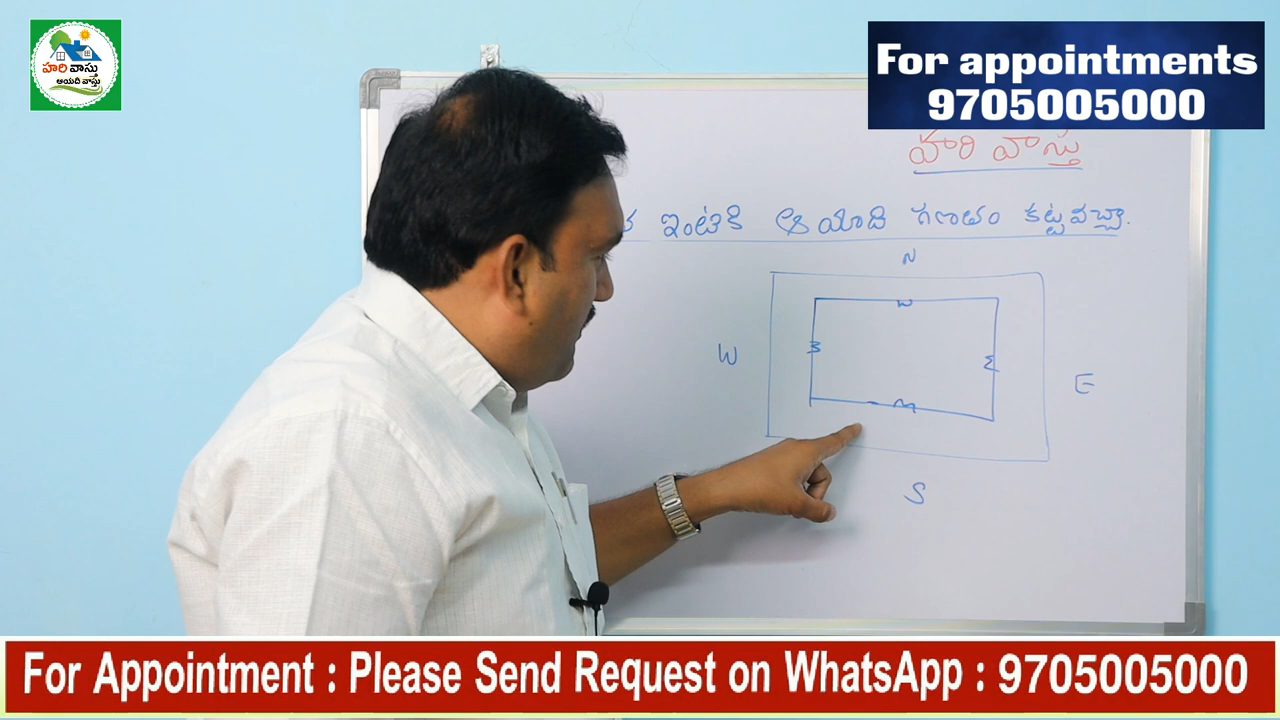 హరి వాస్తు
ఆయాది వాస్తు
For appointments
9705005000
హరి వాస్తు
ఇంటికి ఆయాది గణితం కట్టవచ్చా.
N
W
E
S
For Appointment : Please Send Request on WhatsApp : 9705005000